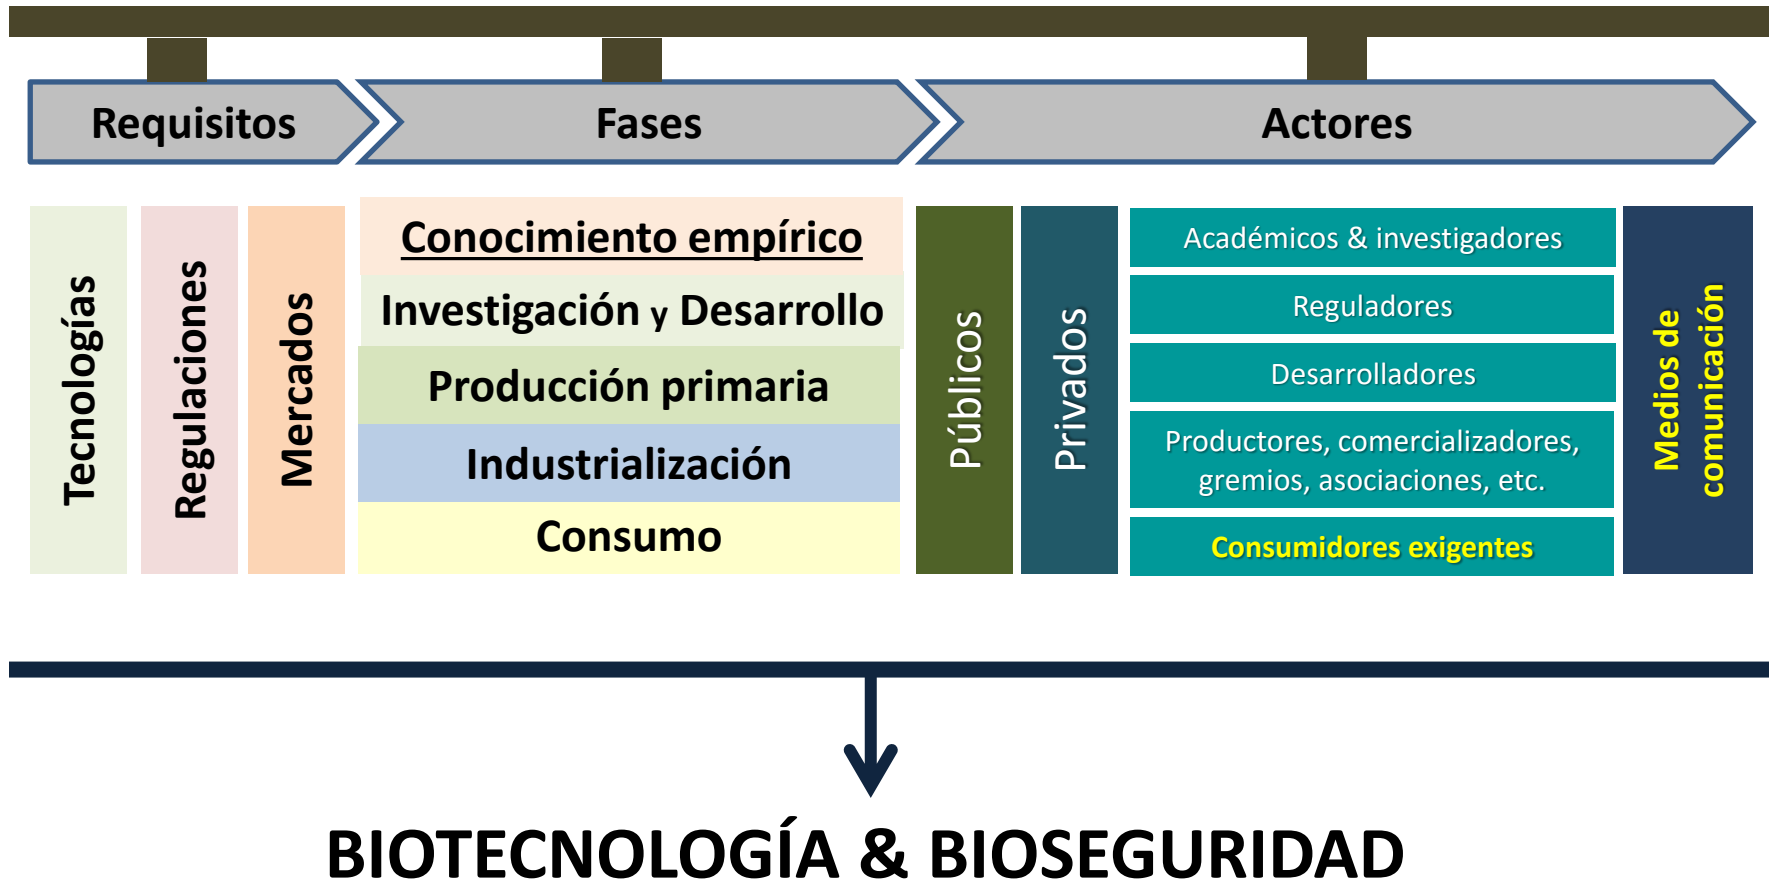 Requisitos
Fases
Actores
Tecnologías
Regulaciones
Mercados
Conocimiento empírico
Investigación y Desarrollo
Producción primaria
Industrialización
Consumo
Públicos
Privados
Académicos & investigadores
Reguladores
Desarrolladores
Productores, comercializadores,
gremios, asociaciones, etc.
Consumidores exigentes
Medios de
comunicación
BIOTECNOLOGÍA & BIOSEGURIDAD